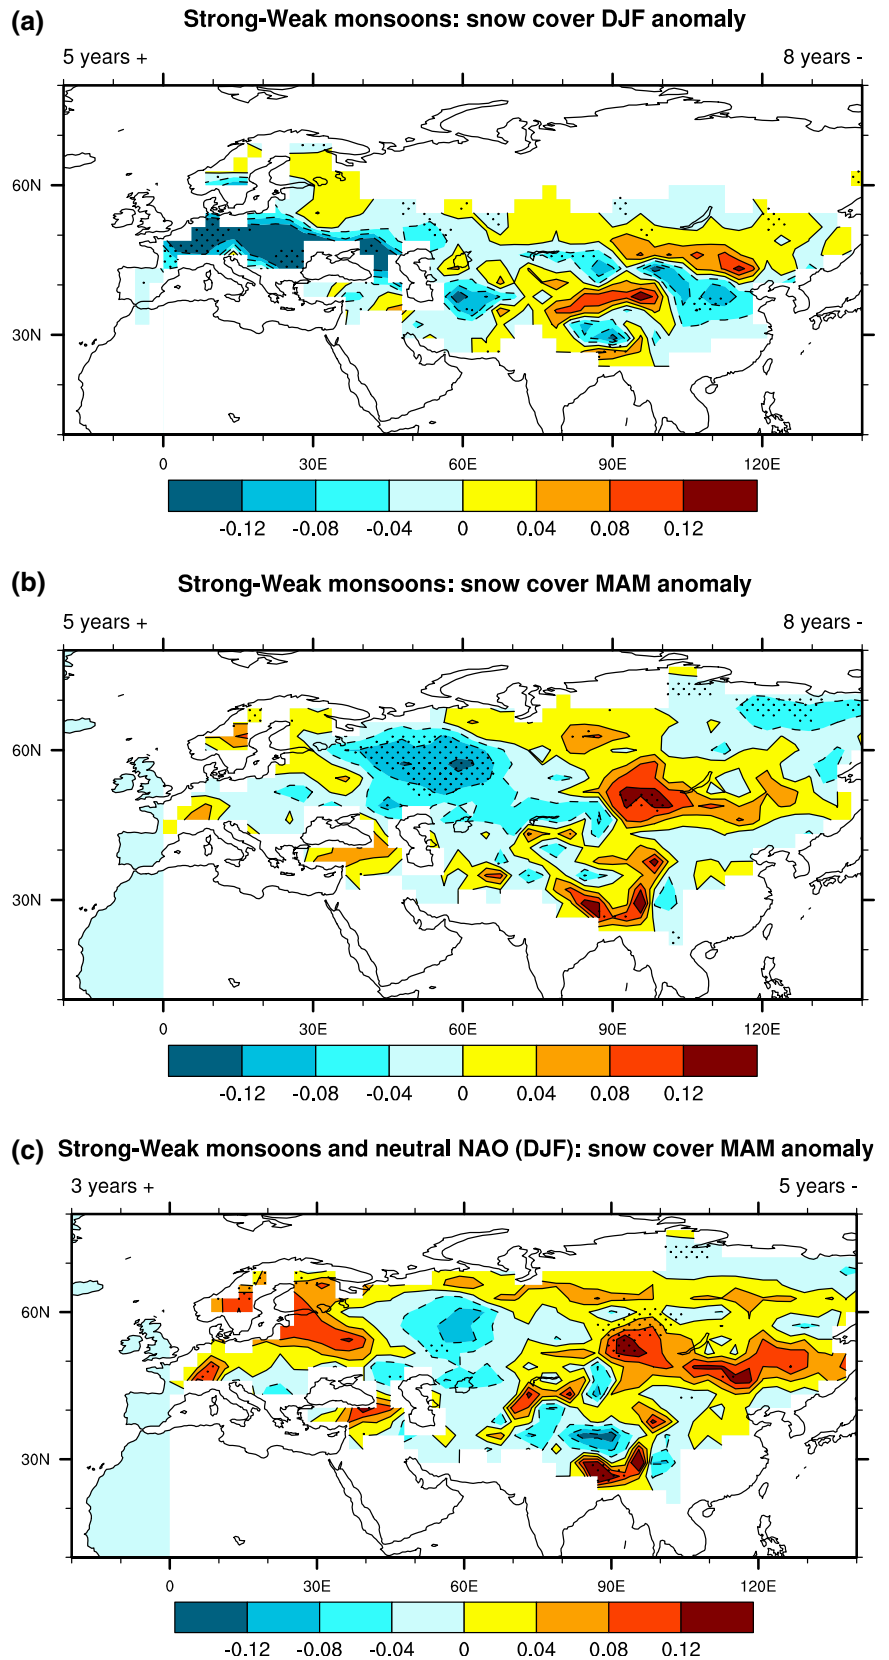 (a) Strong-Weak monsoons: snow cover DJF anomaly
5 years + 8 years -
60N
30N
0 30E 60E 90E 120E
-0.12 -0.08 -0.04 0 0.04 0.08 0.12
(b) Strong-Weak monsoons: snow cover MAM anomaly
5 years + 8 years -
60N
30N
0 30E 60E 90E 120E
-0.12 -0.08 -0.04 0 0.04 0.08 0.12
(c) Strong-Weak monsoons and neutral NAO (DJF): snow cover MAM anomaly
3 years + 5 years -
60N
30N
0 30E 60E 90E 120E
-0.12 -0.08 -0.04 0 0.04 0.08 0.12